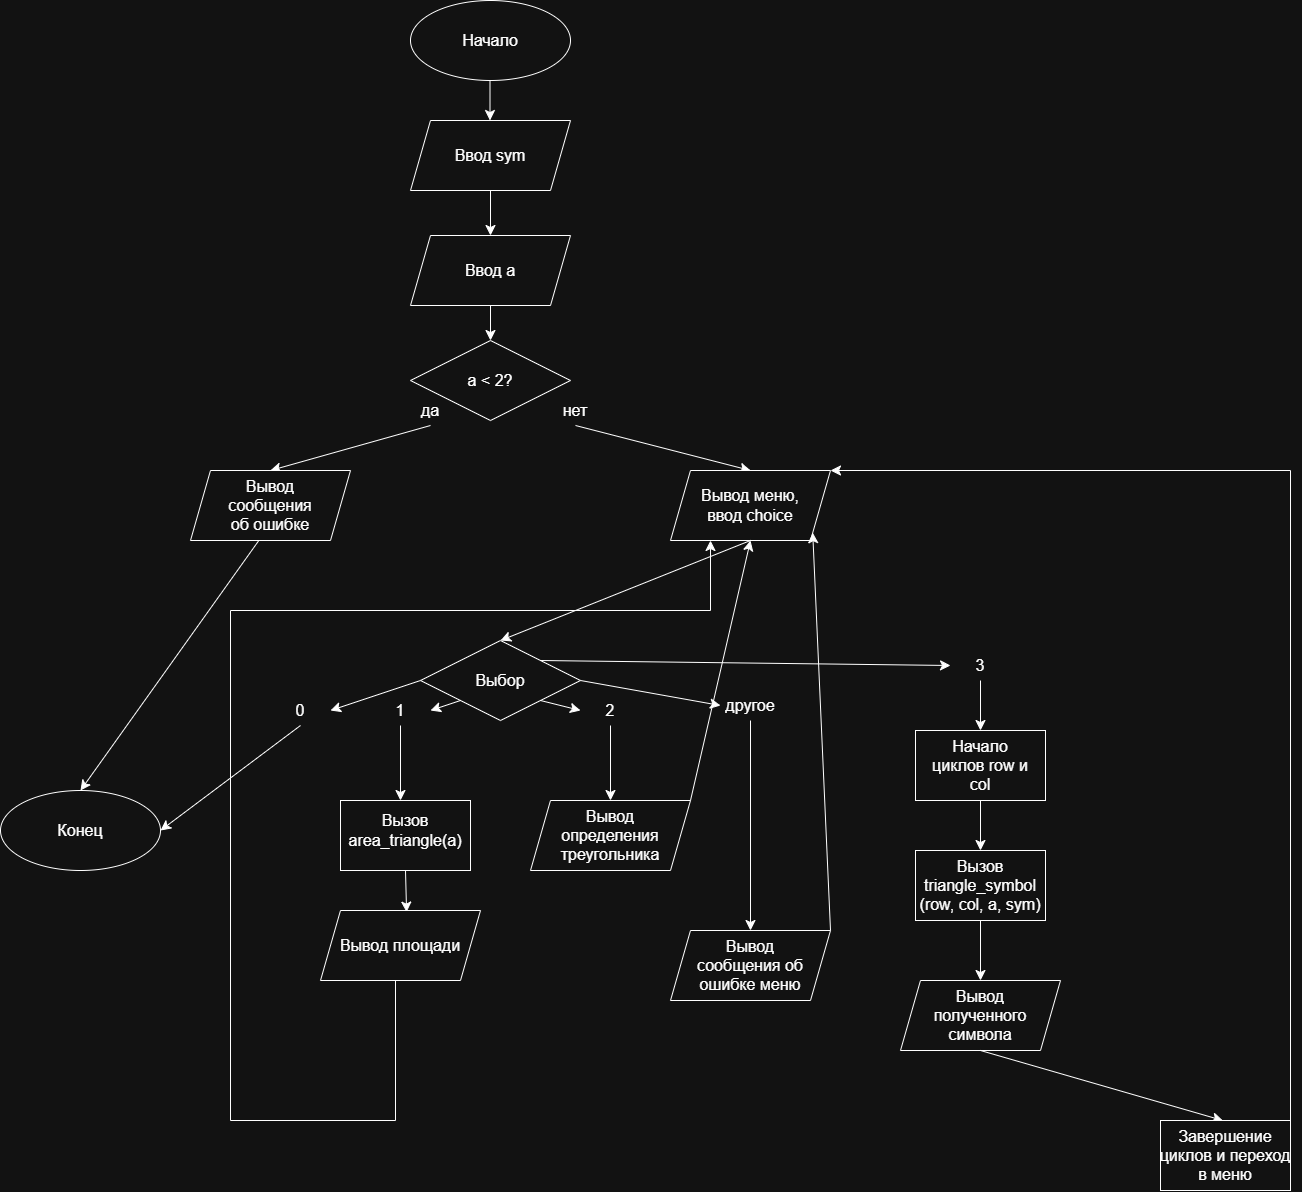 Начало
Ввод sym
Ввод a
a < 2?
да
нет
Вывод
сообщения
об ошибке
Вывод меню,
ввод choice
Выбор
3
0
1
2
другое
Начало
циклов row и
col
Конец
Вызов
area_triangle(a)
Вывод
определения
треугольника
Вызов
triangle_symbol
(row, col, a, sym)
Вывод площади
Вывод
сообщения об
ошибке меню
Вывод
полученного
символа
Завершение
циклов и переход
в меню